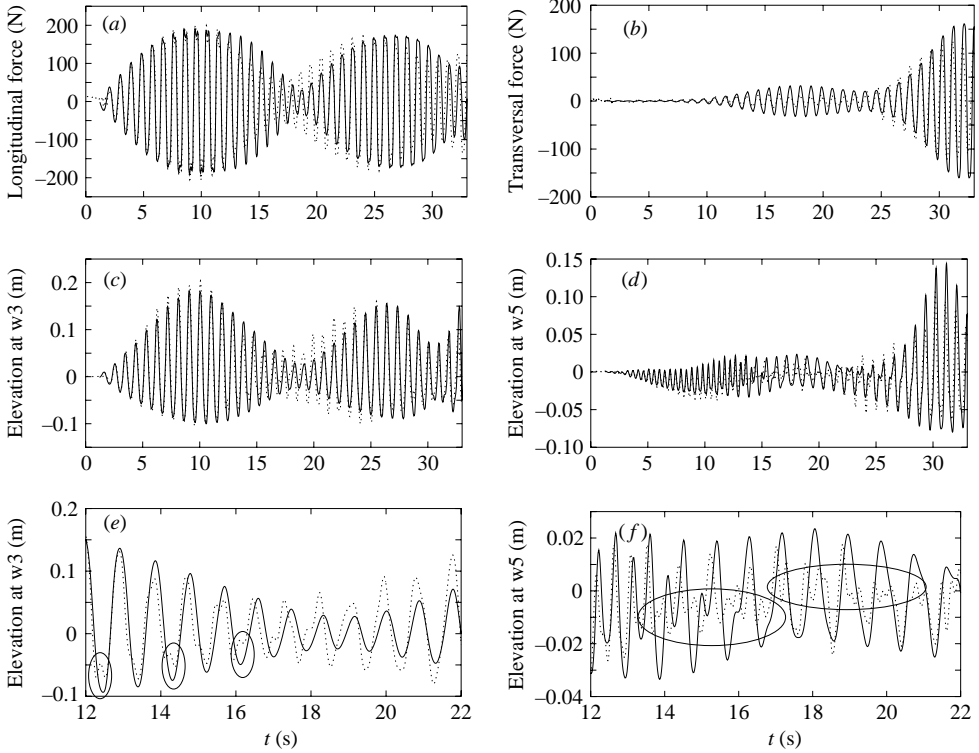 (a)
Longitudinal force (N)
200
100
0
–100
–200
0 5 10 15 20 25 30
(b)
Transversal force (N)
200
100
0
–100
–200
0 5 10 15 20 25 30
(c)
Elevation at w3 (m)
0.2
0.1
0
–0.1
0 5 10 15 20 25 30
(d)
Elevation at w5 (m)
0.15
0.10
0.05
0
–0.05
–0.10
0 5 10 15 20 25 30
(e)
Elevation at w3 (m)
0.2
0.1
0
–0.1
12 14 16 18 20 22
t (s)
(f)
Elevation at w5 (m)
0.02
0
–0.02
–0.04
12 14 16 18 20 22
t (s)